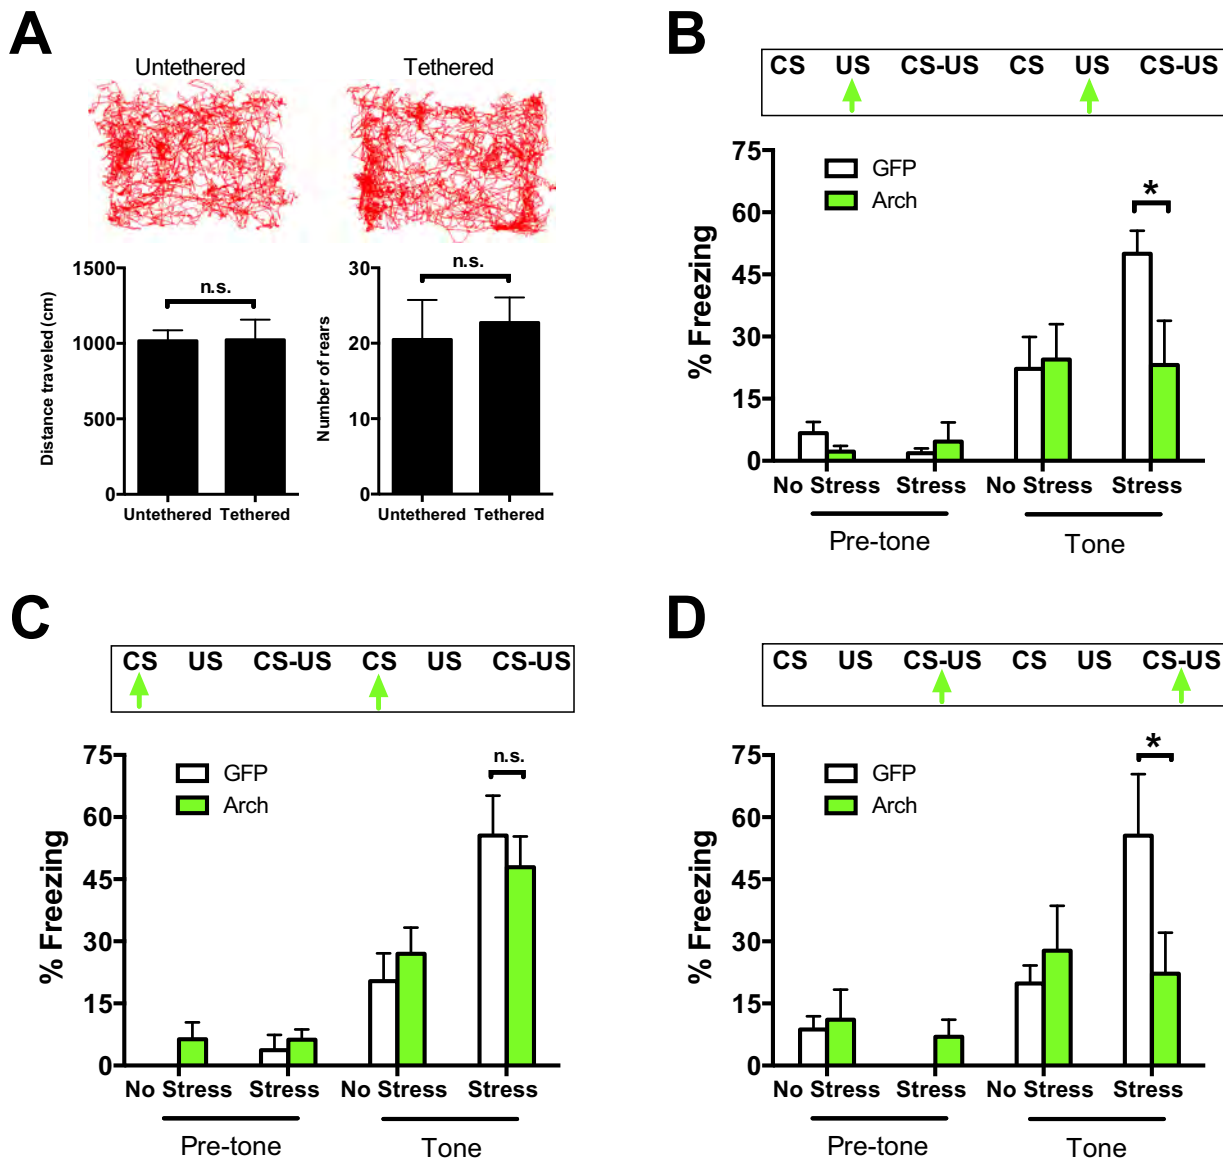 A
Untethered
Tethered
1500
1000
500
0
Distance traveled (cm)
n.s.
Untethered Tethered
30
20
10
0
Number of rears
n.s.
Untethered Tethered
B
CS US CS-US CS US CS-US
75
60
45
30
15
0
% Freezing
GFP
Arch
*
No Stress Stress No Stress Stress
Pre-tone Tone
C
CS US CS-US CS US CS-US
75
60
45
30
15
0
% Freezing
GFP
Arch
n.s.
No Stress Stress No Stress Stress
Pre-tone Tone
D
CS US CS-US CS US CS-US
75
60
45
30
15
0
% Freezing
GFP
Arch
*
No Stress Stress No Stress Stress
Pre-tone Tone